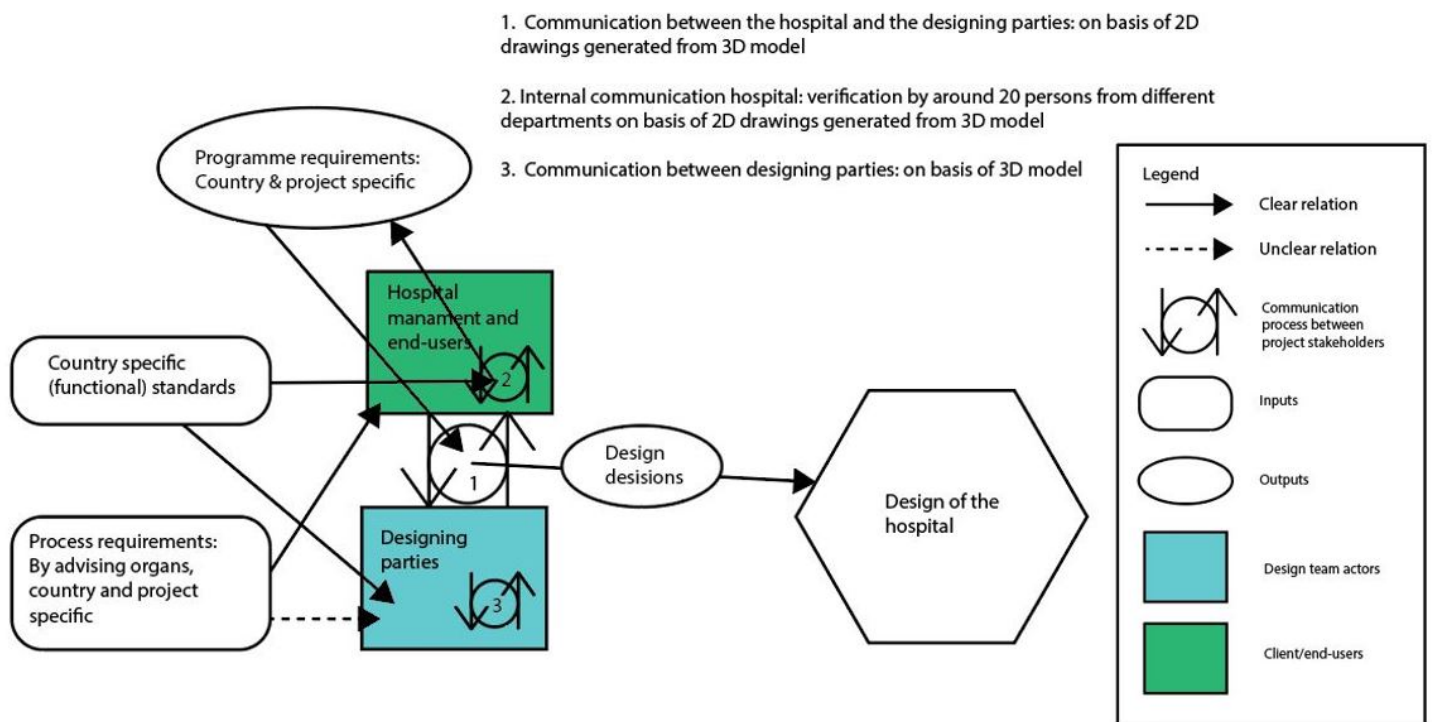 1. Communication between the hospital and the designing parties: on basis of 2D
drawings generated from 3D model
2. Internal communication hospital: verification by around 20 persons from different
departments on basis of 2D drawings generated from 3D model
3. Communication between designing parties: on basis of 3D model
Programme requirements:
Country & project specific
Hospital
manament and
end-users
2
Country specific
(functional) standards
1
Design
desisions
Design of the
hospital
Process requirements:
By advising organs,
country and project
specific
Designing
parties
3
Legend
Clear relation
Unclear relation
Communication
process between
project stakeholders
Inputs
Outputs
Design team actors
Client/end-users